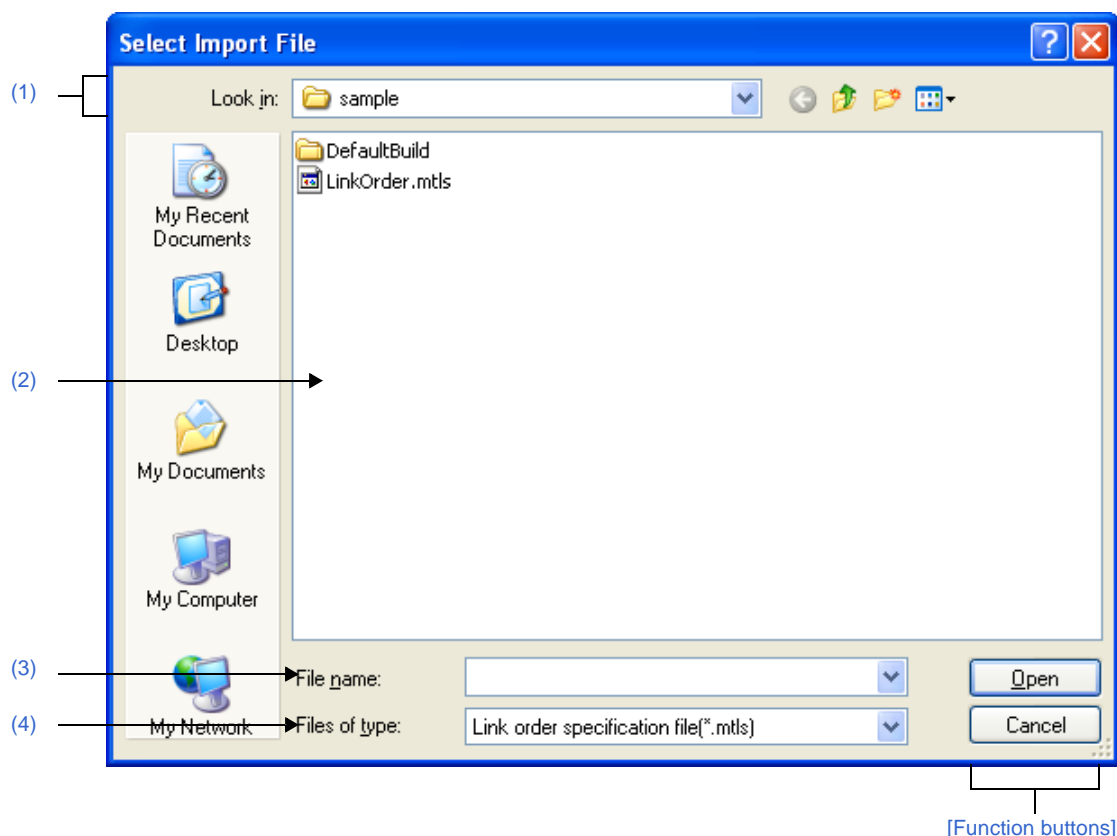 Select Import File
(1)
Look in:
sample
DefaultBuild
LinkOrder.mtls
My Recent
Documents
Desktop
(2)
My Documents
My Computer
(3)
File name:
Open
(4)
My Network
Files of type:
Link order specification file(*.mtls)
Cancel
[Function buttons]